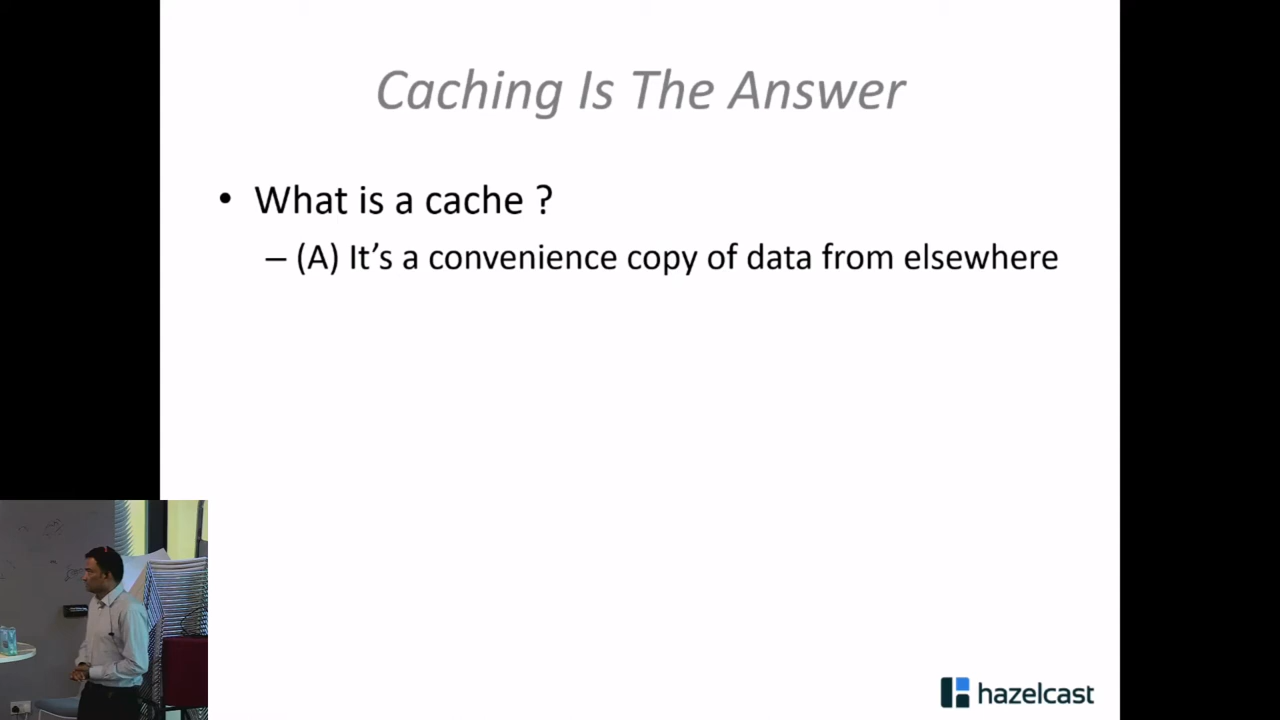 Caching Is The Answer
• What is a cache ?
– (A) It’s a convenience copy of data from elsewhere
hazelcast